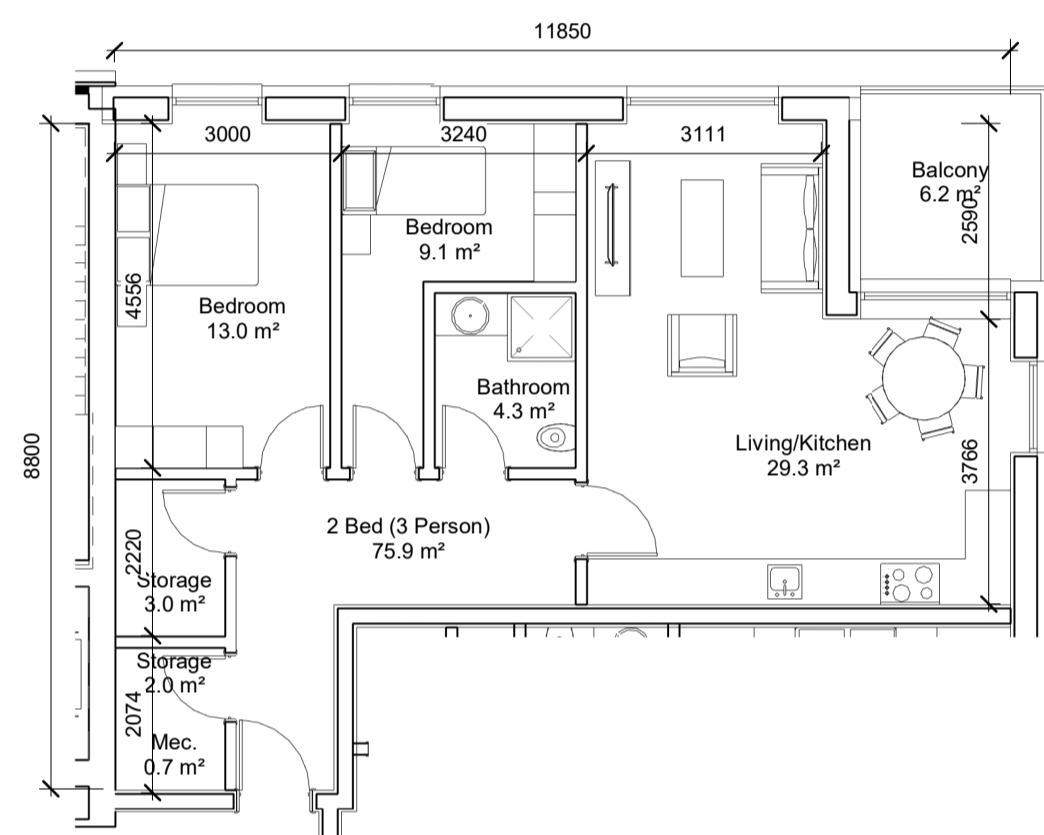 11850
3000
3240
3111
Balcony
6.2 m²
2590
Bedroom
9.1 m²
4556
Bedroom
13.0 m²
Bathroom
4.3 m²
8800
Living/Kitchen
29.3 m²
3766
2 Bed (3 Person)
75.9 m²
2220
Storage
3.0 m²
Storage
2.0 m²
2074
Mec.
0.7 m²